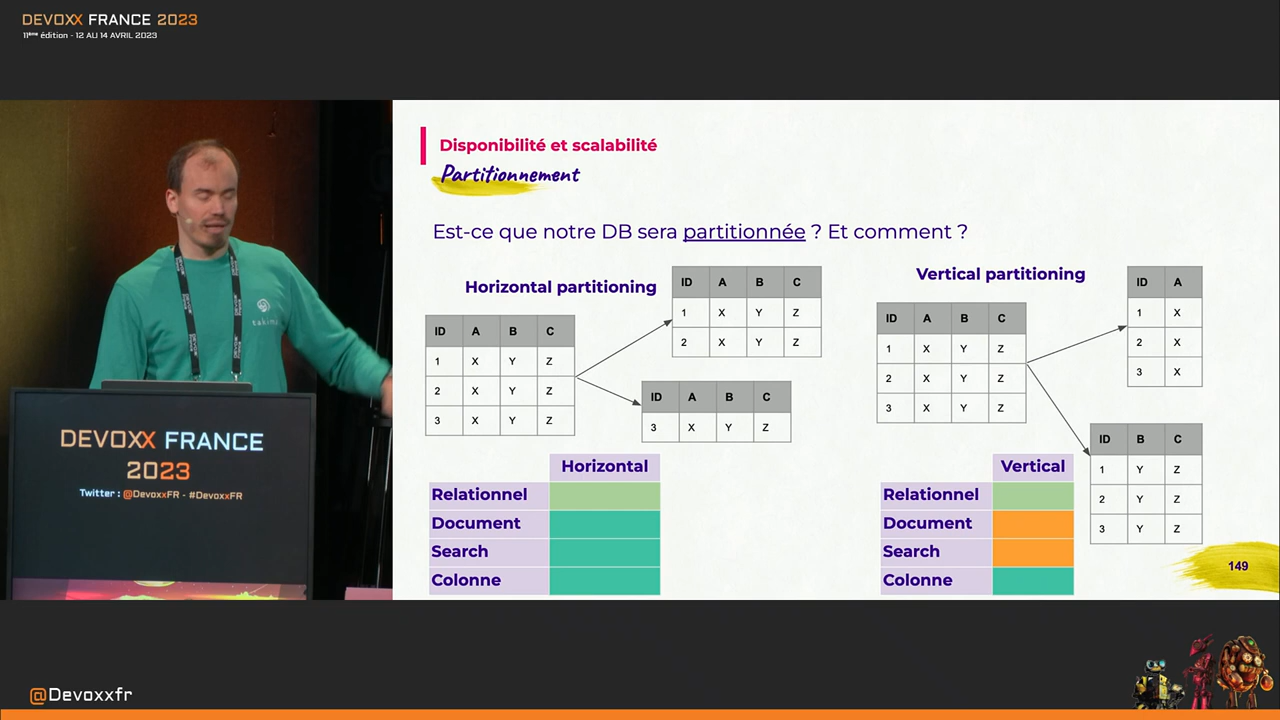 DEVOXX FRANCE 2023
11ème édition - 12 AU 14 AVRIL 2023
takima
DEVOXX FRANCE
2023
Twitter : @DevoxxFR - #DevoxxFR
Disponibilité et scalabilité
Partitionnement
Est-ce que notre DB sera partitionnée ? Et comment ?
Horizontal partitioning
ID A B C
1 X Y Z
2 X Y Z
3 X Y Z
ID A B C
1 X Y Z
2 X Y Z
ID A B C
3 X Y Z
Horizontal
Relationnel
Document
Search
Colonne
Vertical partitioning
ID A B C
1 X Y Z
2 X Y Z
3 X Y Z
ID A
1 X
2 X
3 X
ID B C
1 Y Z
2 Y Z
3 Y Z
Vertical
Relationnel
Document
Search
Colonne
149
@Devoxxfr